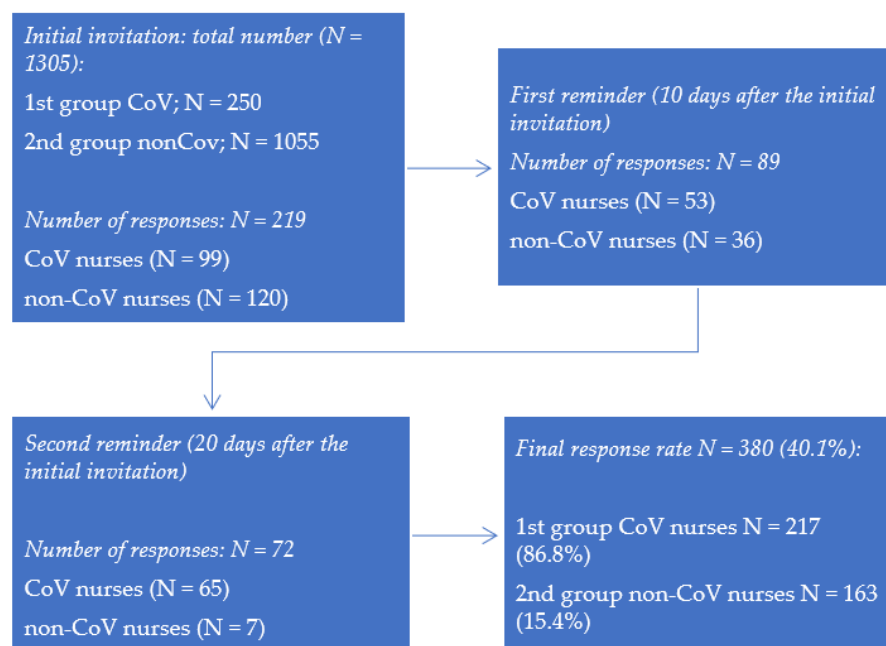 Initial invitation: total number (N =
1305):
1st group CoV; N = 250
2nd group nonCov; N = 1055
Number of responses: N = 219
CoV nurses (N = 99)
non-CoV nurses (N = 120)
First reminder (10 days after the initial
invitation)
Number of responses: N = 89
CoV nurses (N = 53)
non-CoV nurses (N = 36)
Second reminder (20 days after the
initial invitation)
Number of responses: N = 72
CoV nurses (N = 65)
non-CoV nurses (N = 7)
Final response rate N = 380 (40.1%):
1st group CoV nurses N = 217
(86.8%)
2nd group non-CoV nurses N = 163
(15.4%)